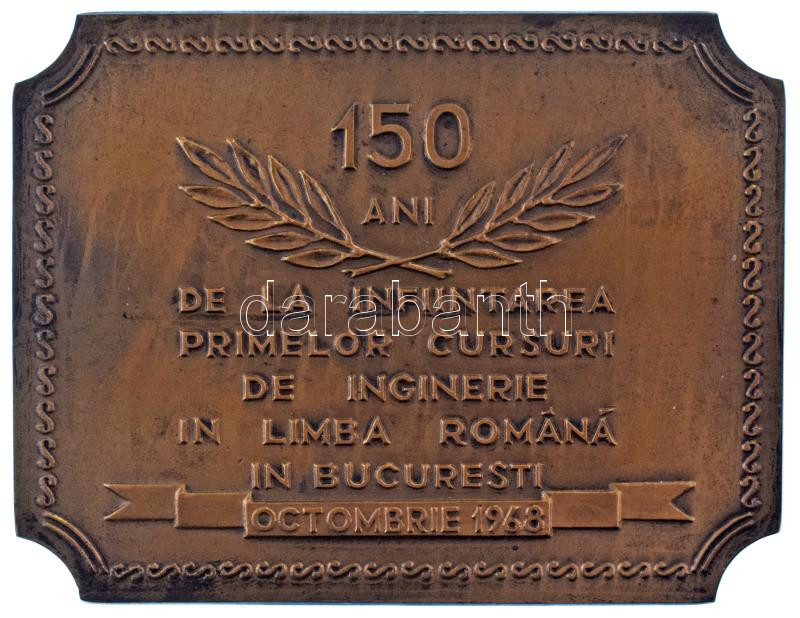 150
ANI
DE LA INFIINTAREA
darabanth
PRIMELOR CURSURI
DE INGINERIE
IN LIMBA ROMÂNĂ
IN BUCURESTI
OCTOMBRIE 1968